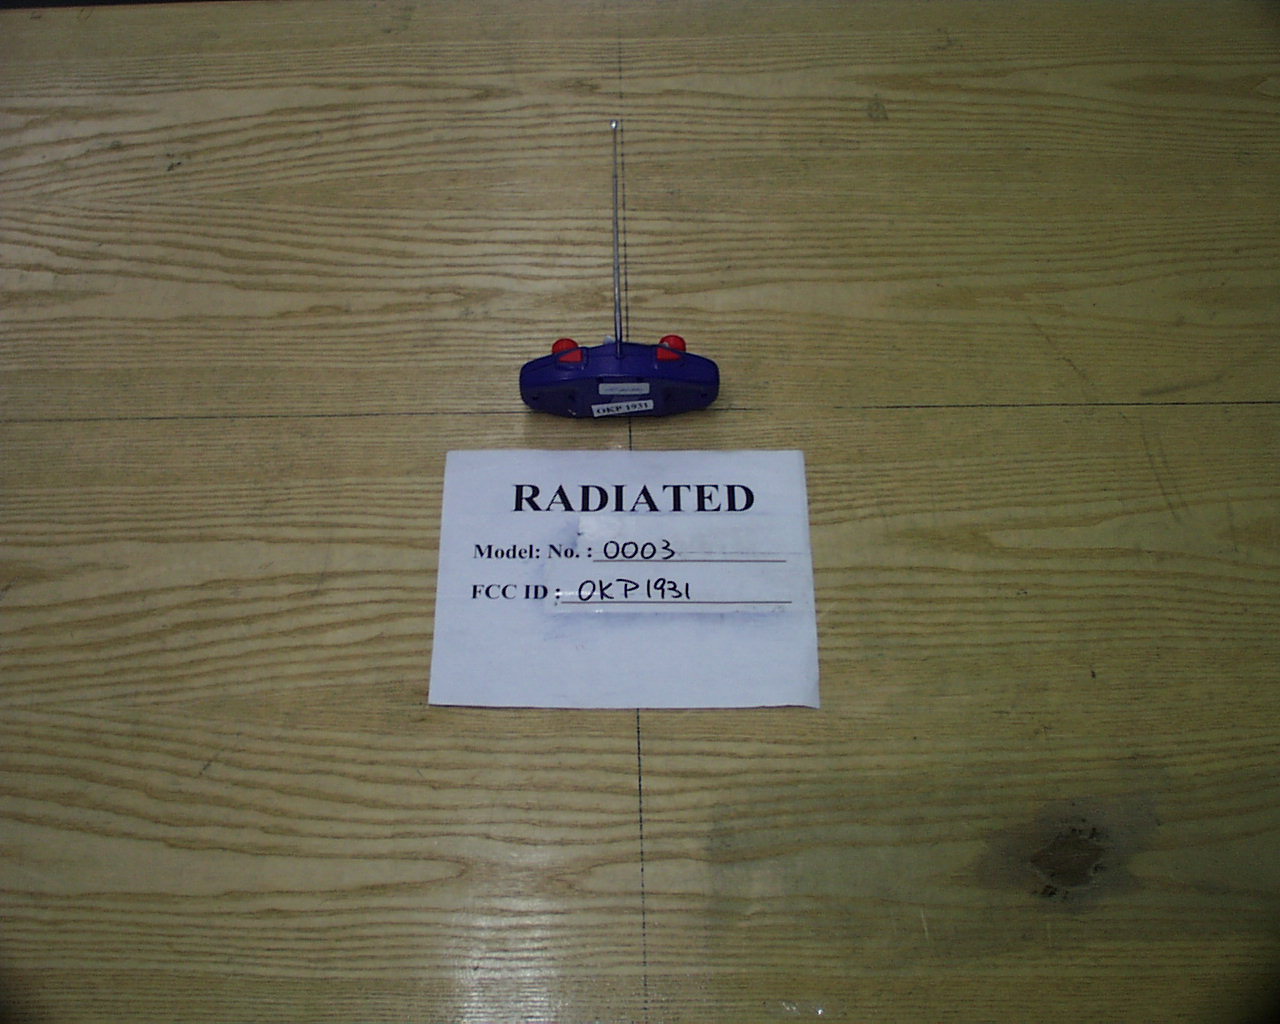 OKP 1931
RADIATED
Model: No. : 0003
FCC ID : OKP1931